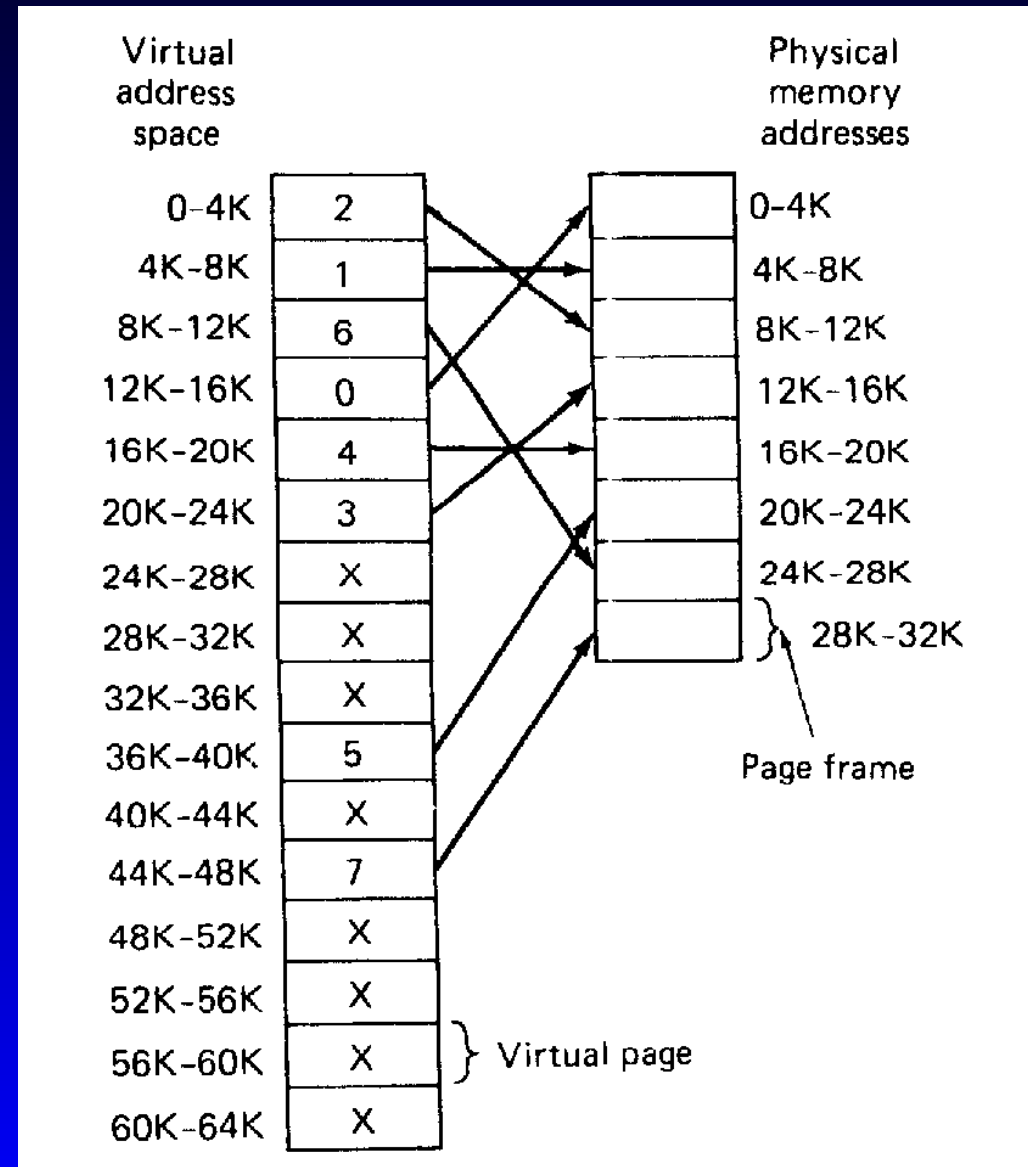 Virtual
address
space
Physical
memory
addresses
0-4K 2 0-4K
4K-8K 1 4K-8K
8K-12K 6 8K-12K
12K-16K 0 12K-16K
16K-20K 4 16K-20K
20K-24K 3 20K-24K
24K-28K X 24K-28K
28K-32K X 28K-32K
32K-36K X
36K-40K 5
Page frame
40K-44K X
44K-48K 7
48K-52K X
52K-56K X
56K-60K X Virtual page
60K-64K X